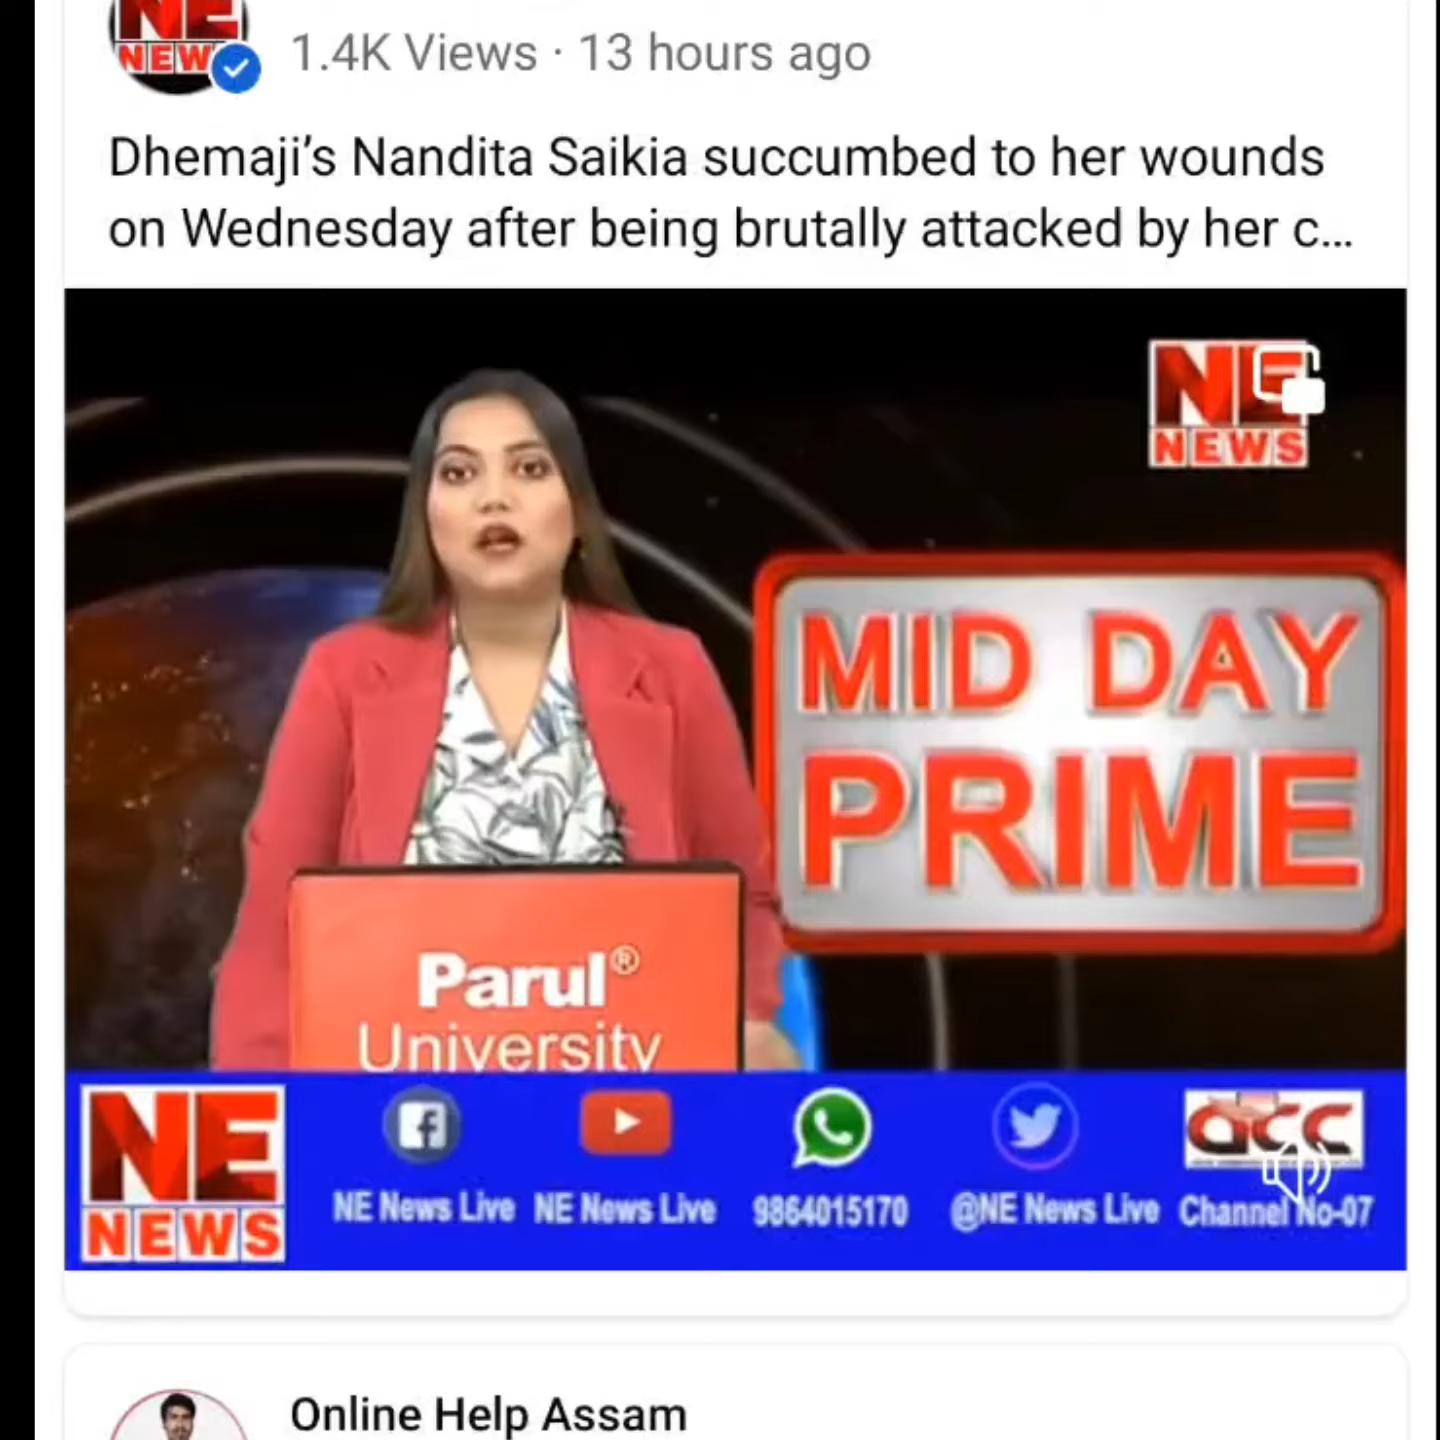 NE
NEWS
1.4K Views · 13 hours ago
Dhemaji’s Nandita Saikia succumbed to her wounds
on Wednesday after being brutally attacked by her c...
NE
NEWS
MID DAY
PRIME
Parul®
University
NE
NEWS
NE News Live NE News Live 9864015170 @NE News Live
acc
Channel No-07
Online Help Assam